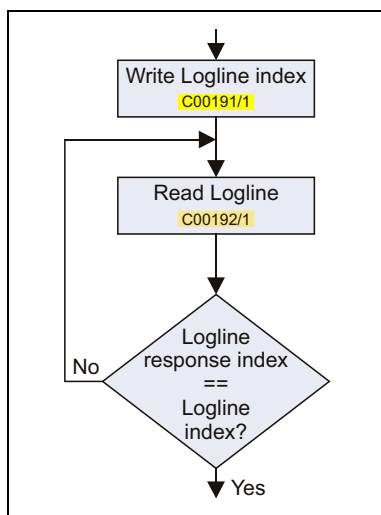 Write Logline index
C00191/1
Read Logline
C00192/1
Logline
response index
==
Logline
index?
No
Yes